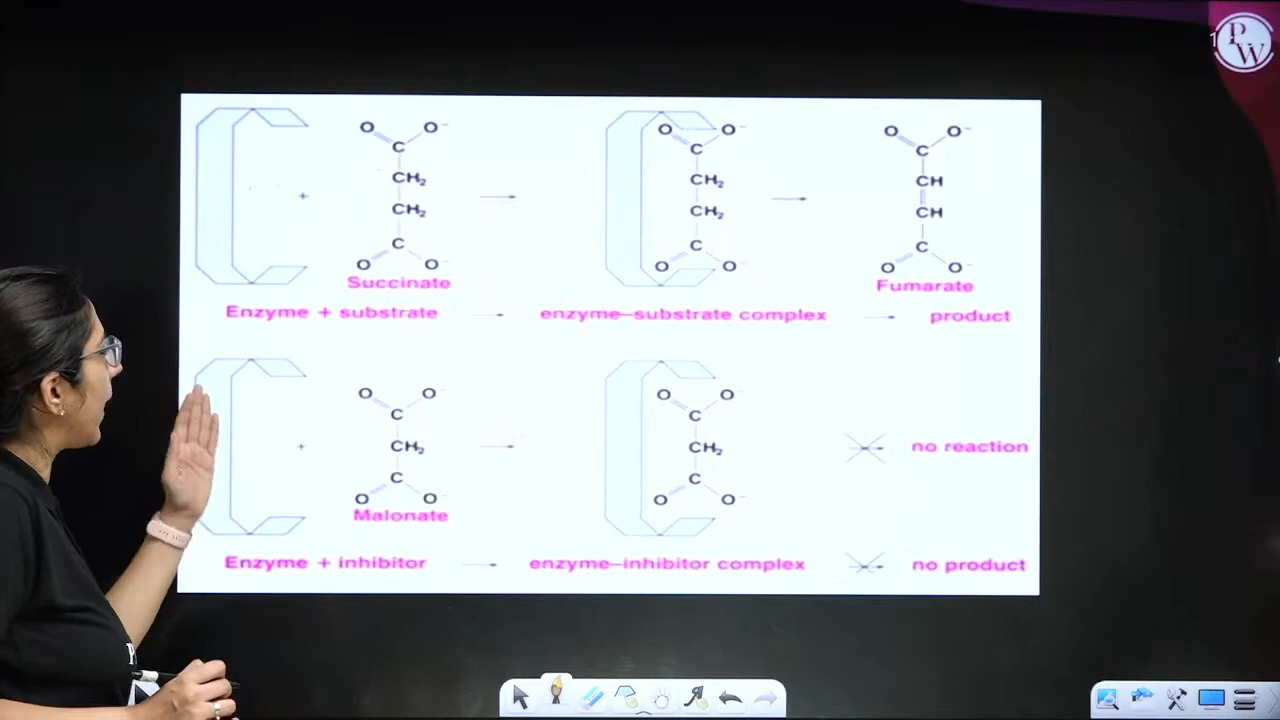 PW
O O⁻ O O⁻ O O⁻
C C C
CH₂ CH₂ CH
+
CH₂ CH₂ CH
C C C
O O⁻ O O⁻ O O⁻
Succinate Fumarate
Enzyme + substrate → enzyme–substrate complex → product
O O⁻ O O⁻
C C
+ CH₂ → CH₂ no reaction
C C
O O⁻ O O⁻
Malonate
Enzyme + inhibitor → enzyme–inhibitor complex no product